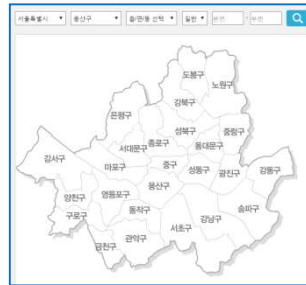 서울특별시 용산구 읍/면/동 선택 일반 본번 - 부번
도봉구
노원구
강북구
은평구
성북구
중랑구
종로구
서대문구
동대문구
강서구
마포구
중구
성동구
광진구
강동구
용산구
양천구
영등포구
송파구
구로구
동작구
강남구
서초구
관악구
금천구